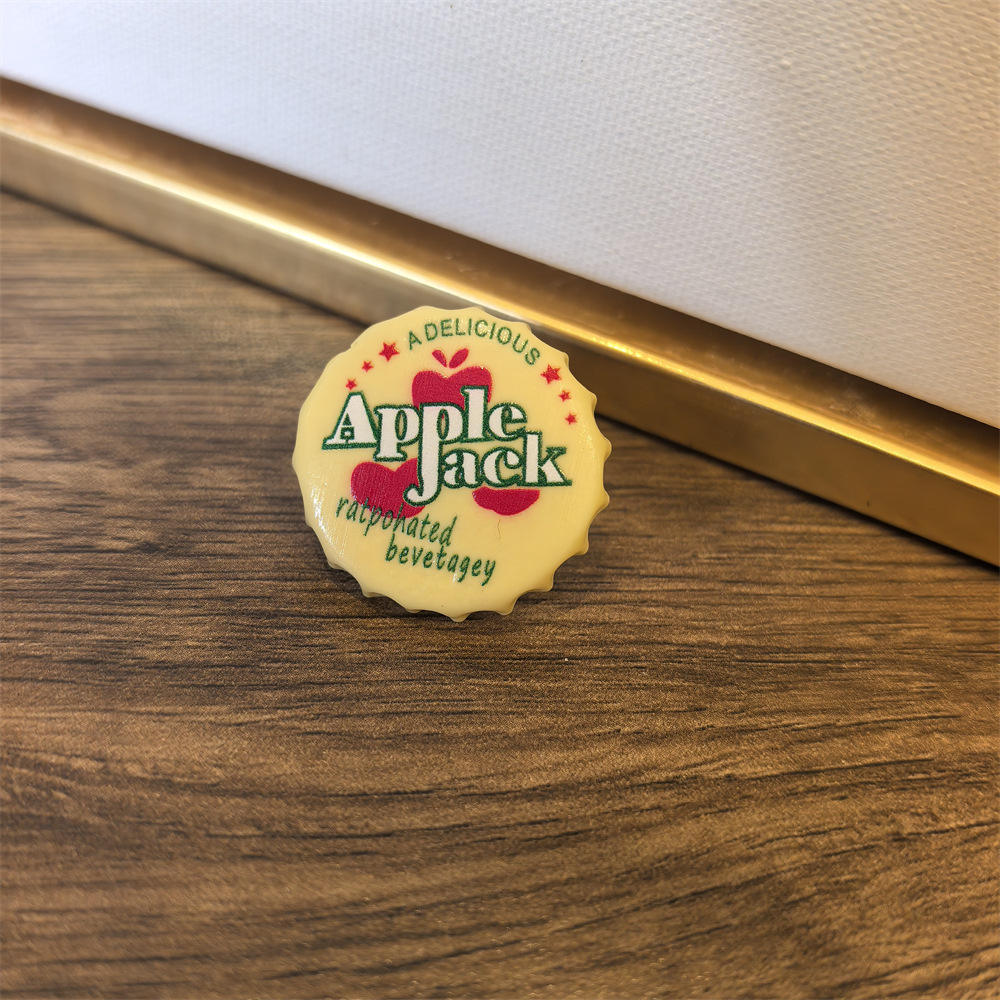 A DELICIOUS
Apple
Jack
ratpohated
bevetagey